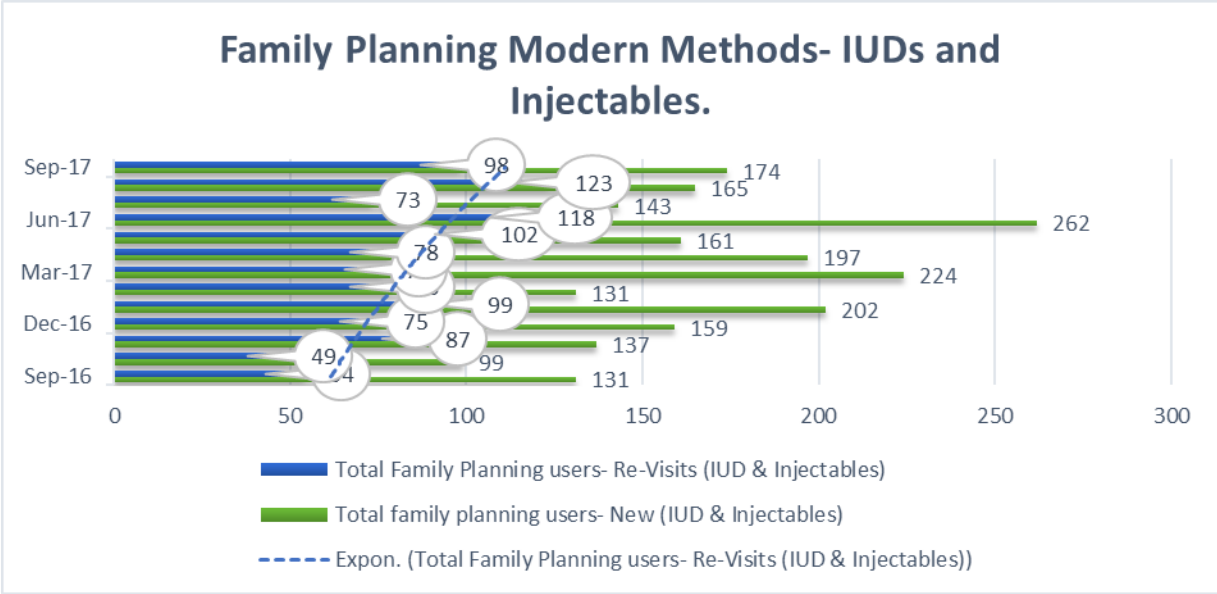 Family Planning Modern Methods- IUDs and
Injectables.
Sep-17
98
174
123
165
73
143
Jun-17
118
262
102
161
78
197
Mar-17
224
131
99
202
Dec-16
75
159
87
137
49
99
Sep-16
131
0 50 100 150 200 250 300
Total Family Planning users- Re-Visits (IUD & Injectables)
Total family planning users- New (IUD & Injectables)
Expon. (Total Family Planning users- Re-Visits (IUD & Injectables))